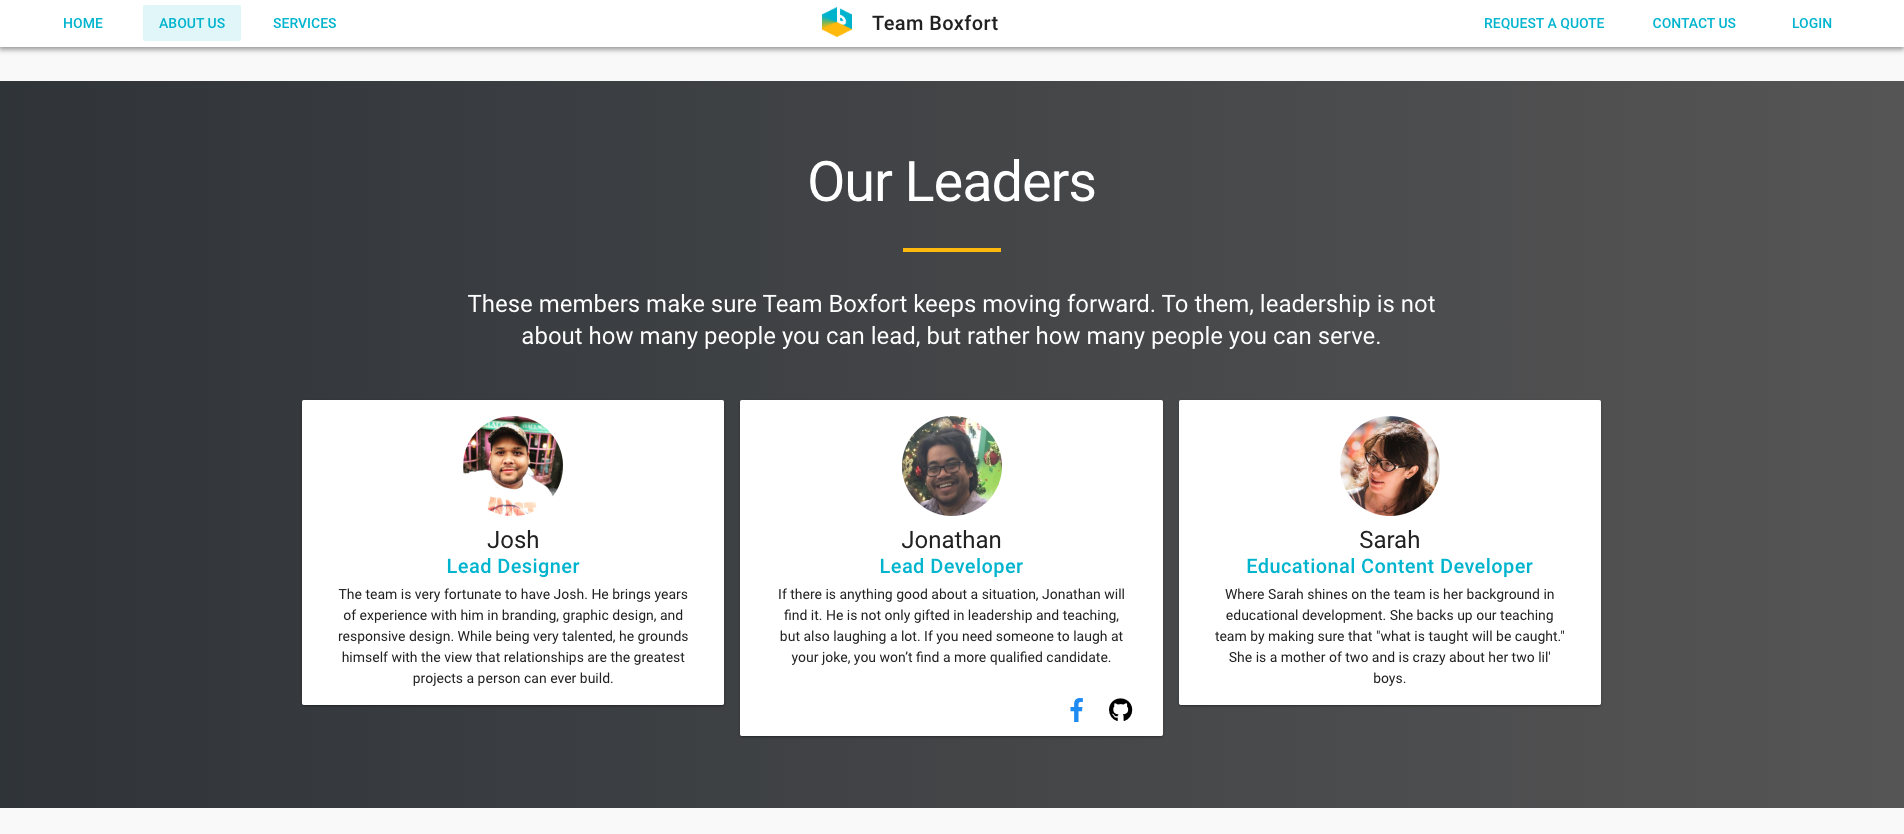 HOME
ABOUT US
SERVICES
Team Boxfort
REQUEST A QUOTE
CONTACT US
LOGIN
Our Leaders
These members make sure Team Boxfort keeps moving forward. To them, leadership is not
about how many people you can lead, but rather how many people you can serve.
Josh
Lead Designer
The team is very fortunate to have Josh. He brings years
of experience with him in branding, graphic design, and
responsive design. While being very talented, he grounds
himself with the view that relationships are the greatest
projects a person can ever build.
Jonathan
Lead Developer
If there is anything good about a situation, Jonathan will
find it. He is not only gifted in leadership and teaching,
but also laughing a lot. If you need someone to laugh at
your joke, you won’t find a more qualified candidate.
Sarah
Educational Content Developer
Where Sarah shines on the team is her background in
educational development. She backs up our teaching
team by making sure that "what is taught will be caught."
She is a mother of two and is crazy about her two lil'
boys.